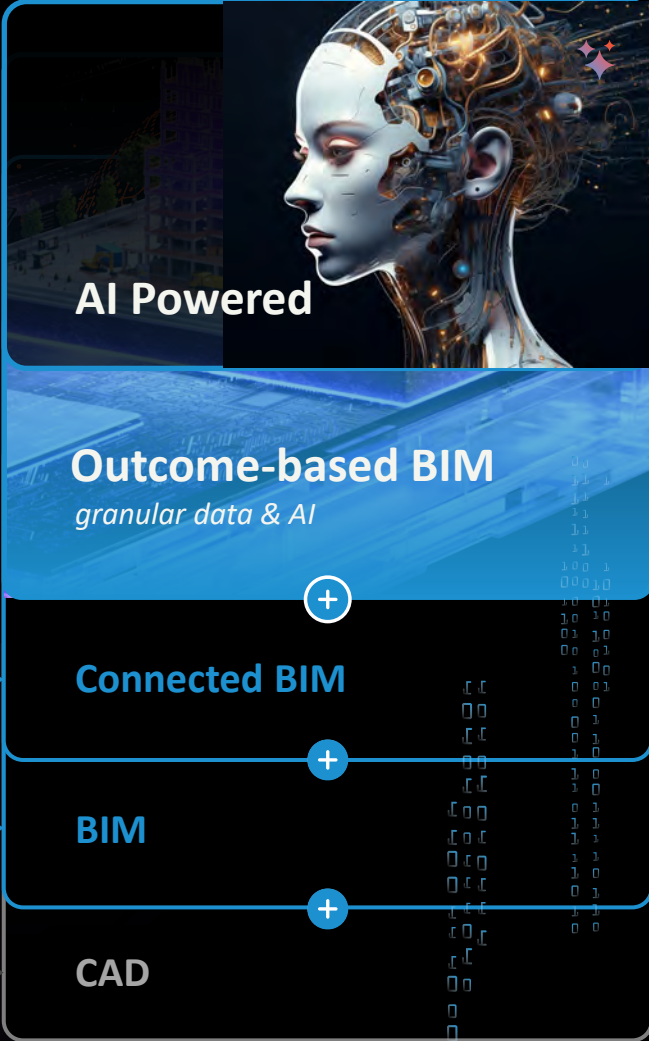 AI Powered
Outcome-based BIM
granular data & AI
Connected BIM
BIM
CAD